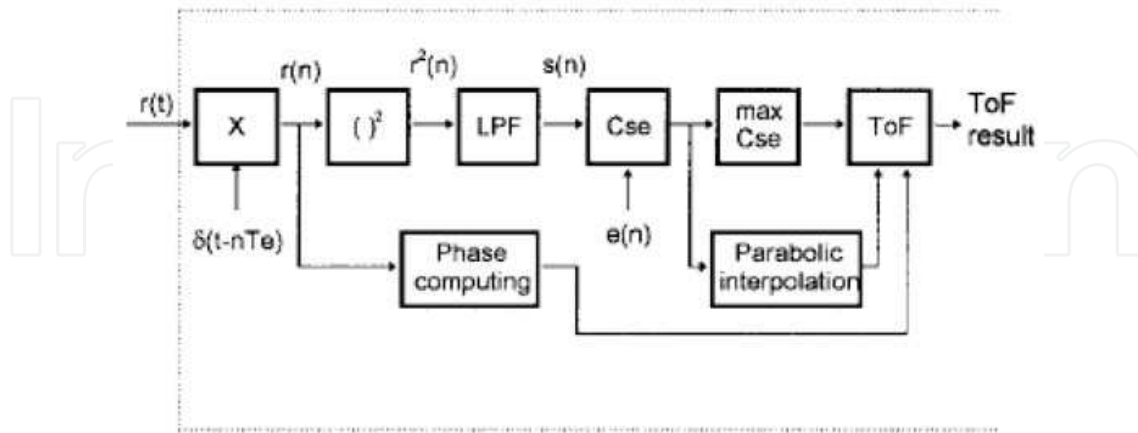 r(t)
X
δ(t-nTe)
r(n)
( )²
r²(n)
LPF
s(n)
Cse
e(n)
max
Cse
ToF
ToF
result
Phase
computing
Parabolic
interpolation